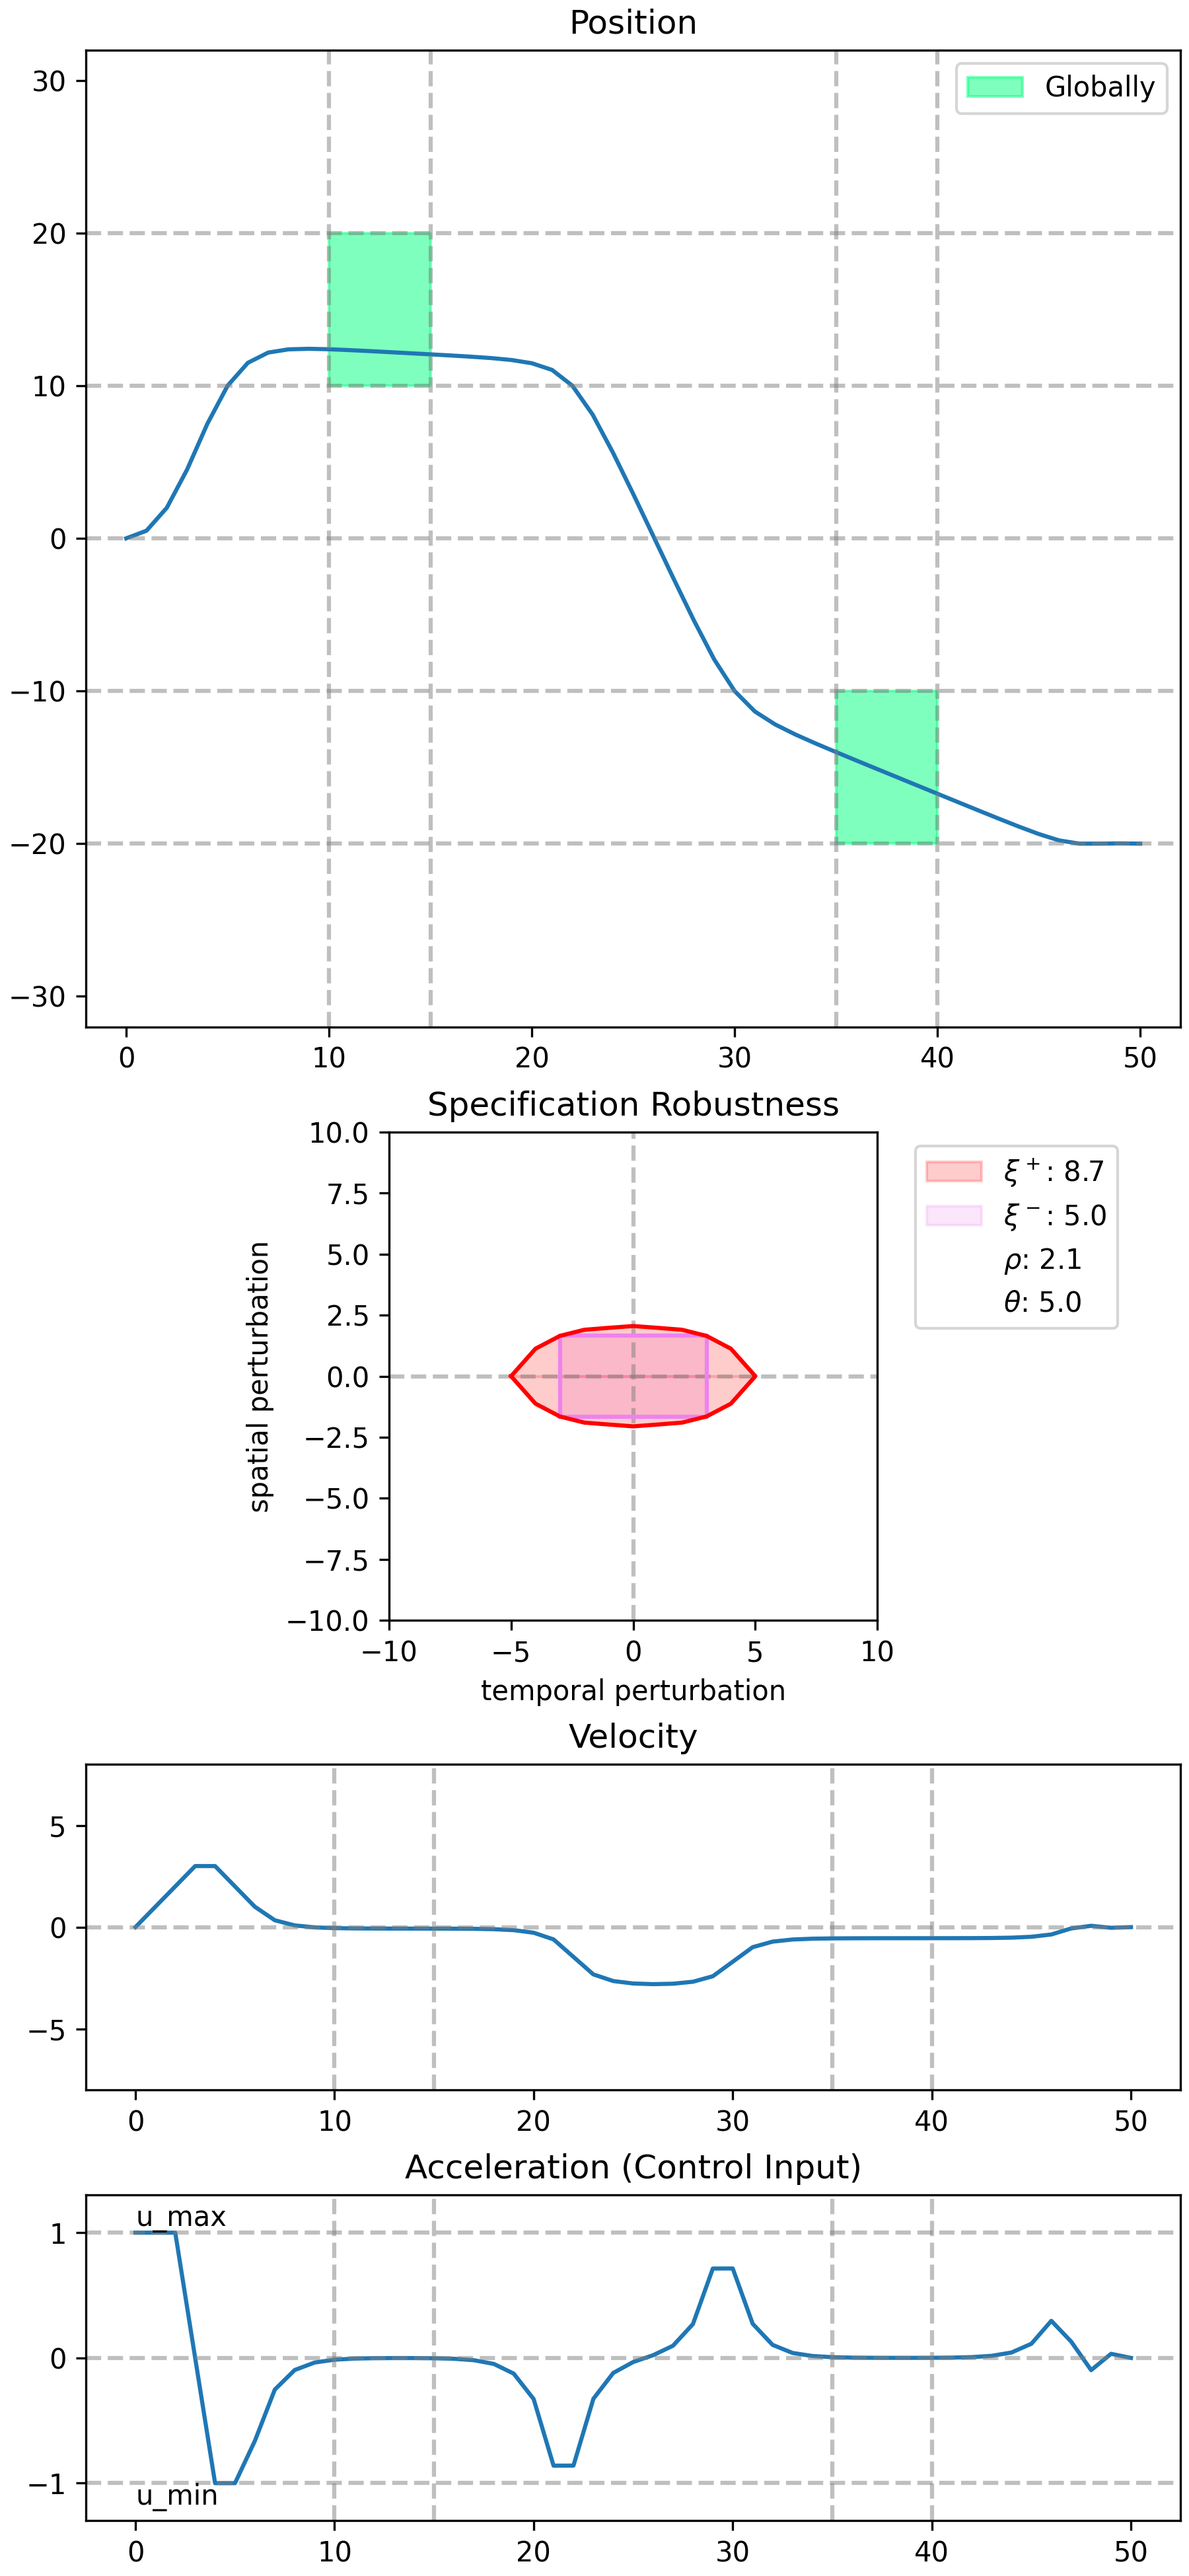 Position
Globally
30
20
10
0
−10
−20
−30
0 10 20 30 40 50
Specification Robustness
ξ⁺: 8.7
ξ⁻: 5.0
ρ: 2.1
θ: 5.0
spatial perturbation
10.0
7.5
5.0
2.5
0.0
−2.5
−5.0
−7.5
−10.0
−10 −5 0 5 10
temporal perturbation
Velocity
5
0
−5
0 10 20 30 40 50
Acceleration (Control Input)
u_max
1
0
−1
u_min
0 10 20 30 40 50